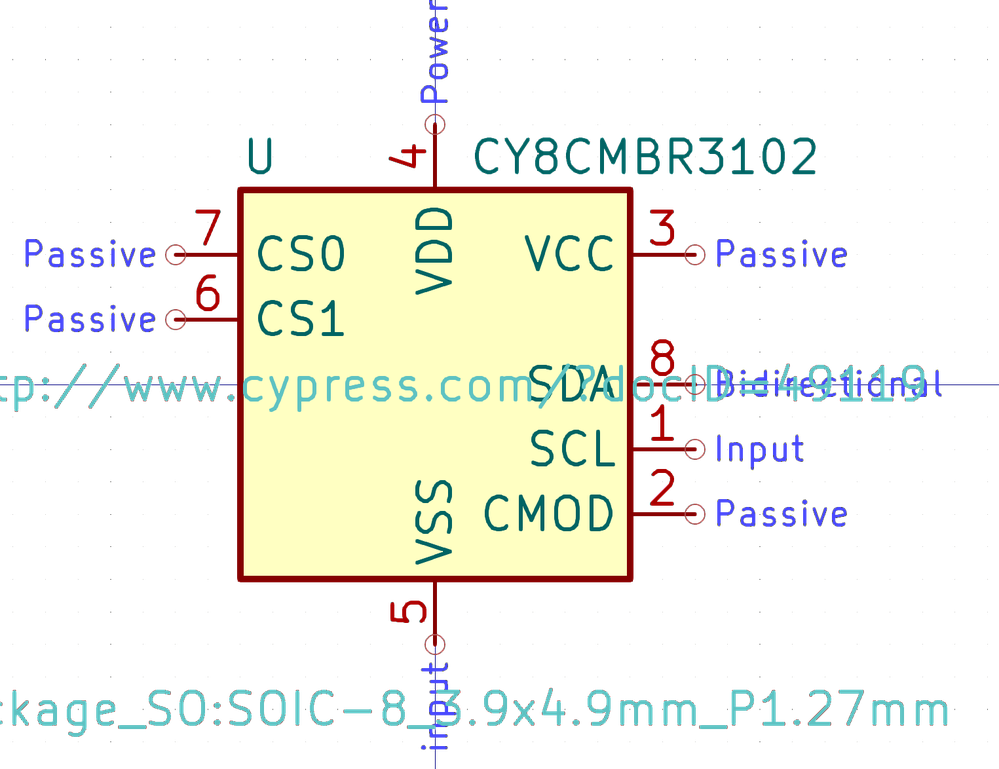 Power
U
CY8CMBR3102
4
VDD
Passive
7
CS0
VCC
3
Passive
Passive
6
CS1
tp://www.cypress.com/?docID=49119
SDA
8
Bidirectional
SCL
1
Input
VSS
CMOD
2
Passive
5
input
ckage_SO:SOIC-8_3.9x4.9mm_P1.27mm